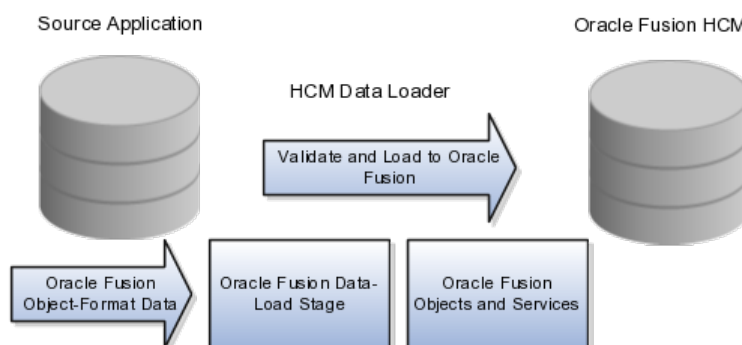 Source Application
Oracle Fusion HCM
HCM Data Loader
Validate and Load to Oracle
Fusion
Oracle Fusion
Object-Format Data
Oracle Fusion Data-
Load Stage
Oracle Fusion
Objects and Services